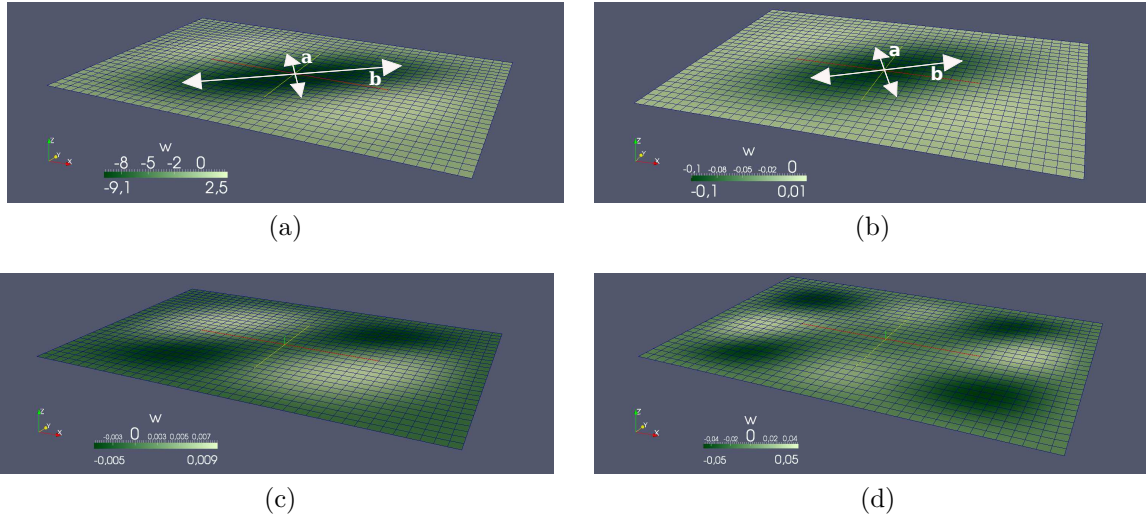 a
b
z
Y
x
w
-8 -5 -2 0
-9,1 2,5
(a)
a
b
z
Y
x
w
-0,1 -0,08 -0,05 -0,02 0
-0,1 0,01
(b)
z
Y
x
w
-0,003 0 0,003 0,005 0,007
-0,005 0,009
(c)
z
Y
x
w
-0,04 -0,02 0 0,02 0,04
-0,05 0,05
(d)